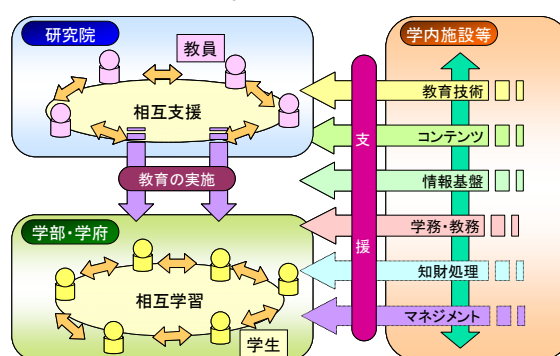 研究院
教員
相互支援
教育の実施
学部・学府
相互学習
学生
支
援
学内施設等
教育技術
コンテンツ
情報基盤
学務・教務
知財処理
マネジメント